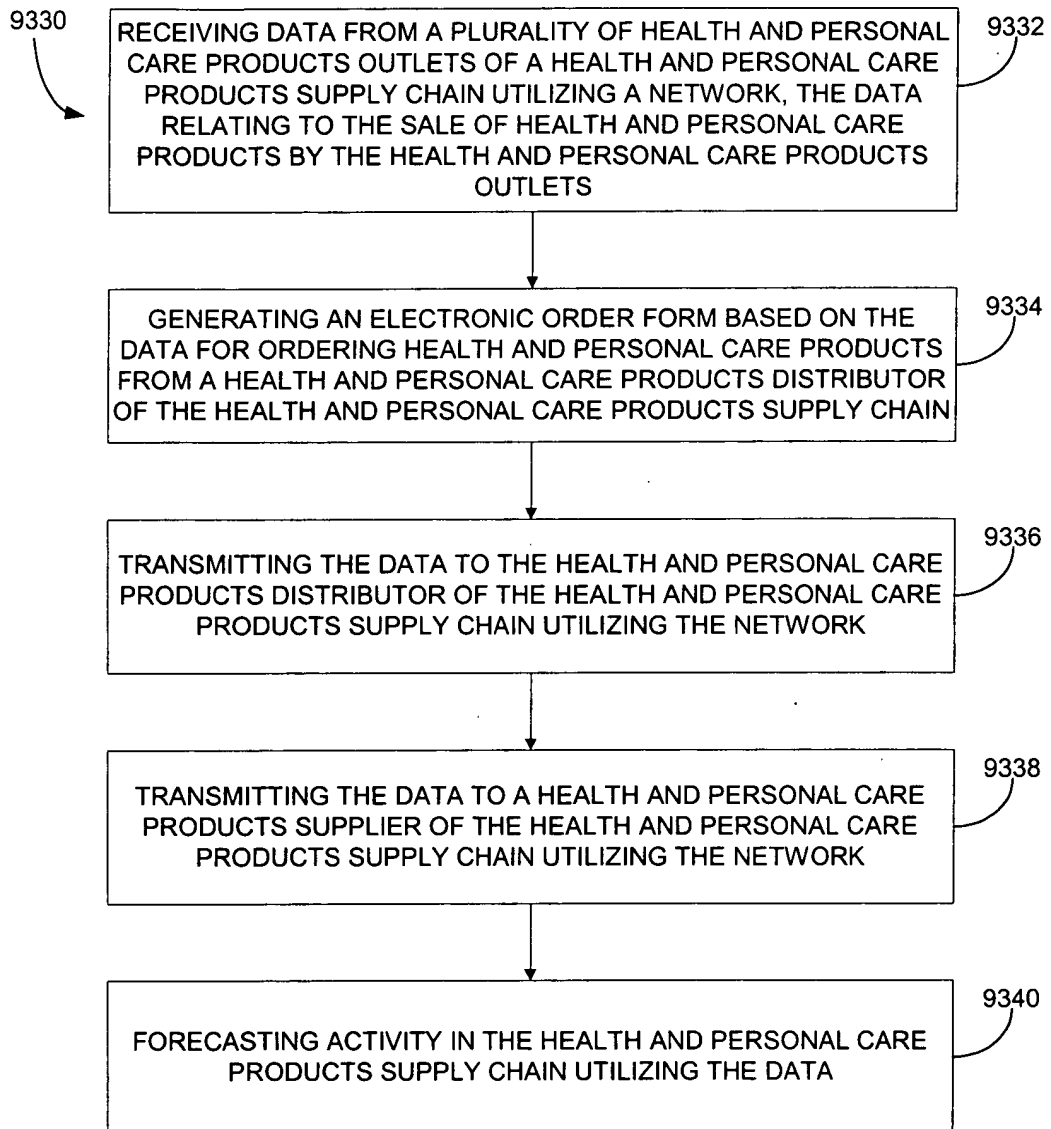 9330
RECEIVING DATA FROM A PLURALITY OF HEALTH AND PERSONAL
CARE PRODUCTS OUTLETS OF A HEALTH AND PERSONAL CARE
PRODUCTS SUPPLY CHAIN UTILIZING A NETWORK, THE DATA
RELATING TO THE SALE OF HEALTH AND PERSONAL CARE
PRODUCTS BY THE HEALTH AND PERSONAL CARE PRODUCTS
OUTLETS
9332
GENERATING AN ELECTRONIC ORDER FORM BASED ON THE
DATA FOR ORDERING HEALTH AND PERSONAL CARE PRODUCTS
FROM A HEALTH AND PERSONAL CARE PRODUCTS DISTRIBUTOR
OF THE HEALTH AND PERSONAL CARE PRODUCTS SUPPLY CHAIN
9334
TRANSMITTING THE DATA TO THE HEALTH AND PERSONAL CARE
PRODUCTS DISTRIBUTOR OF THE HEALTH AND PERSONAL CARE
PRODUCTS SUPPLY CHAIN UTILIZING THE NETWORK
9336
TRANSMITTING THE DATA TO A HEALTH AND PERSONAL CARE
PRODUCTS SUPPLIER OF THE HEALTH AND PERSONAL CARE
PRODUCTS SUPPLY CHAIN UTILIZING THE NETWORK
9338
FORECASTING ACTIVITY IN THE HEALTH AND PERSONAL CARE
PRODUCTS SUPPLY CHAIN UTILIZING THE DATA
9340